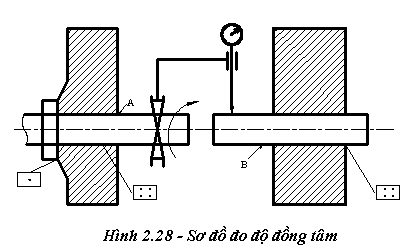 A
B
Hình 2.28 - Sơ đồ đo độ đồng tâm